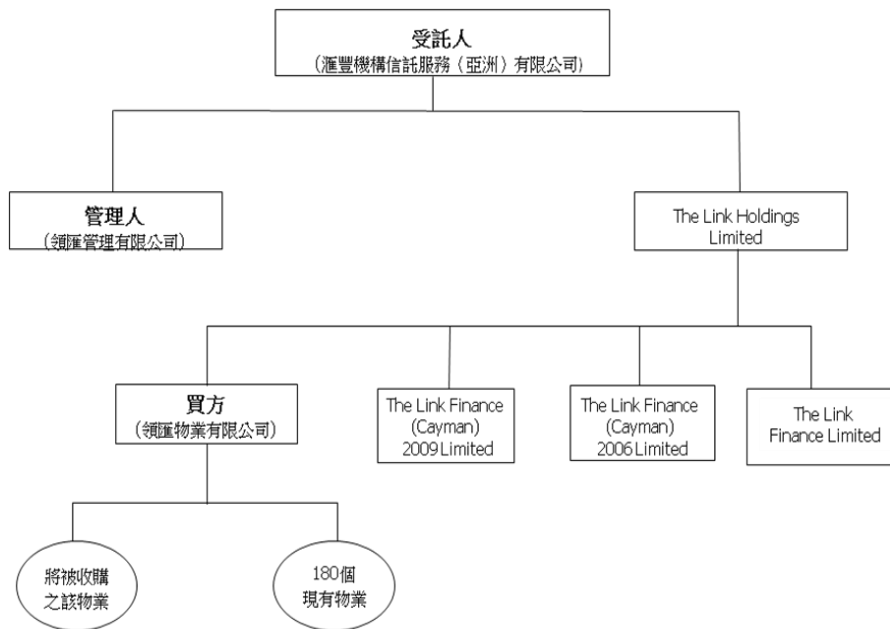 受託人
(滙豐機構信託服務（亞洲）有限公司)
管理人
(領匯管理有限公司)
The Link Holdings
Limited
買方
(領匯物業有限公司)
The Link Finance
(Cayman)
2009 Limited
The Link Finance
(Cayman)
2006 Limited
The Link
Finance Limited
將被收購
之該物業
180個
現有物業